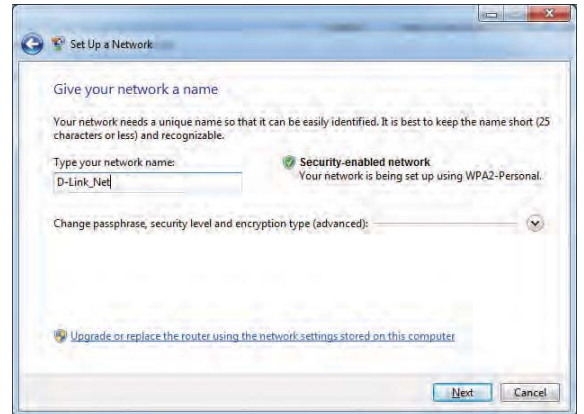 Set Up a Network
Give your network a name
Your network needs a unique name so that it can be easily identified. It is best to keep the name short (25
characters or less) and recognizable.
Type your network name:
D-Link_Net
Security-enabled network
Your network is being set up using WPA2-Personal.
Change passphrase, security level and encryption type (advanced):
Upgrade or replace the router using the network settings stored on this computer
Next
Cancel